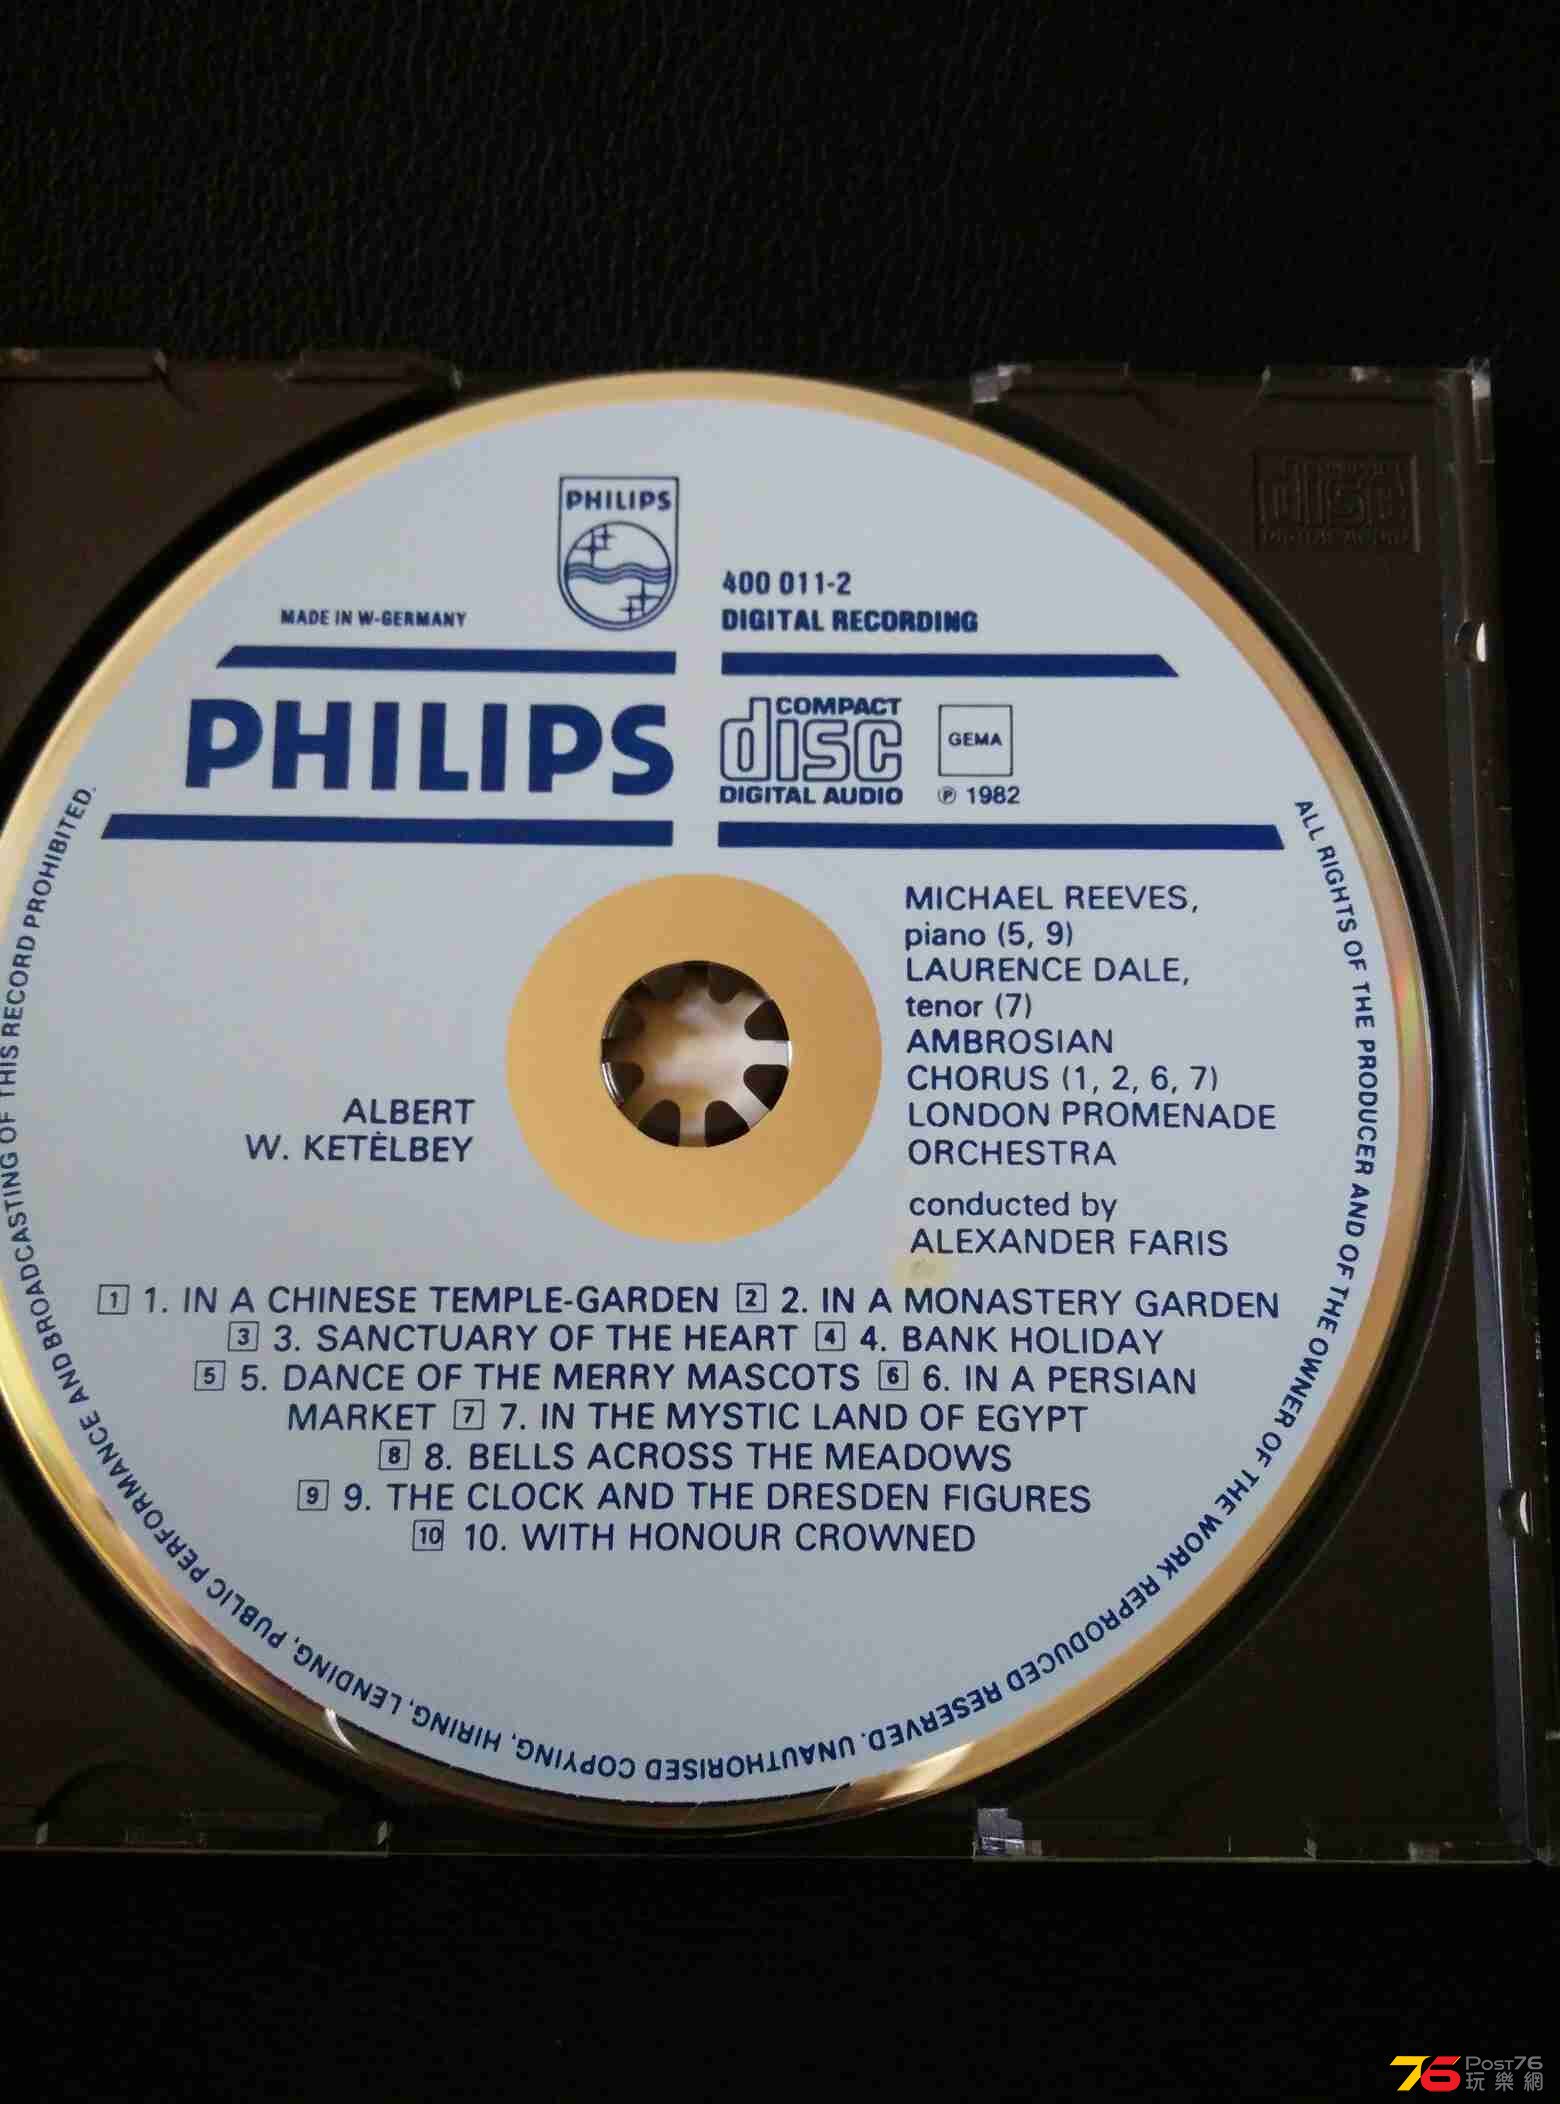 PHILIPS
400 011-2
MADE IN W-GERMANY
DIGITAL RECORDING
PHILIPS
COMPACT
disc
DIGITAL AUDIO
GEMA
℗ 1982
disc
DIGITAL AUDIO
MICHAEL REEVES,
piano (5, 9)
LAURENCE DALE,
tenor (7)
AMBROSIAN
CHORUS (1, 2, 6, 7)
LONDON PROMENADE
ORCHESTRA
conducted by
ALEXANDER FARIS
ALBERT
W. KETÈLBEY
1 1. IN A CHINESE TEMPLE-GARDEN 2 2. IN A MONASTERY GARDEN
3 3. SANCTUARY OF THE HEART 4 4. BANK HOLIDAY
5 5. DANCE OF THE MERRY MASCOTS 6 6. IN A PERSIAN
MARKET 7 7. IN THE MYSTIC LAND OF EGYPT
8 8. BELLS ACROSS THE MEADOWS
9 9. THE CLOCK AND THE DRESDEN FIGURES
10 10. WITH HONOUR CROWNED
ALL RIGHTS OF THE PRODUCER AND OF THE OWNER OF THE WORK REPRODUCED RESERVED. UNAUTHORISED COPYING, HIRING, LENDING, PUBLIC PERFORMANCE AND BROADCASTING OF THIS RECORD PROHIBITED.
76 POST76
玩樂網